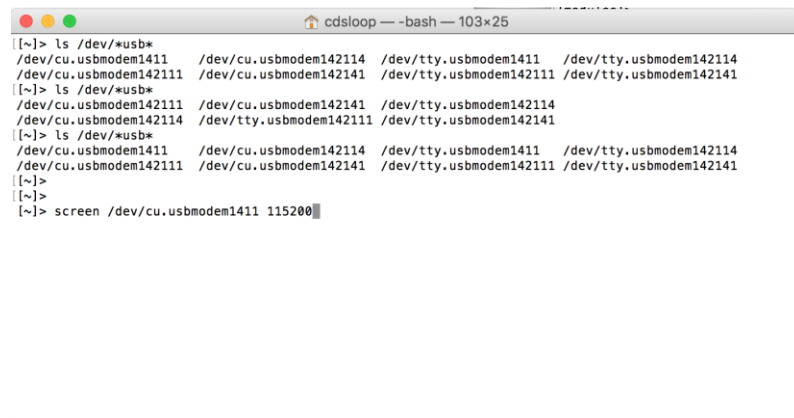 cdsloop — -bash — 103×25
[[~]> ls /dev/*usb*
/dev/cu.usbmodem1411 /dev/cu.usbmodem142114 /dev/tty.usbmodem1411 /dev/tty.usbmodem142114
/dev/cu.usbmodem142111 /dev/cu.usbmodem142141 /dev/tty.usbmodem142111 /dev/tty.usbmodem142141
[[~]> ls /dev/*usb*
/dev/cu.usbmodem142111 /dev/cu.usbmodem142141 /dev/tty.usbmodem142114
/dev/cu.usbmodem142114 /dev/tty.usbmodem142111 /dev/tty.usbmodem142141
[[~]> ls /dev/*usb*
/dev/cu.usbmodem1411 /dev/cu.usbmodem142114 /dev/tty.usbmodem1411 /dev/tty.usbmodem142114
/dev/cu.usbmodem142111 /dev/cu.usbmodem142141 /dev/tty.usbmodem142111 /dev/tty.usbmodem142141
[[~]>
[[~]>
[~]> screen /dev/cu.usbmodem1411 115200